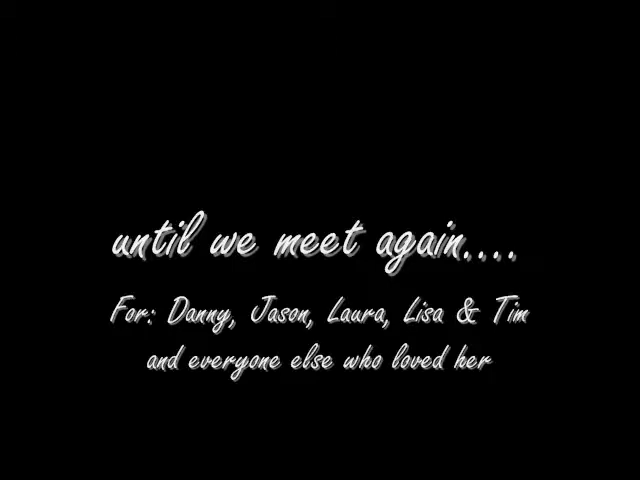 until we meet again....
For: Danny, Jason, Laura, Lisa & Tim
and everyone else who loved her